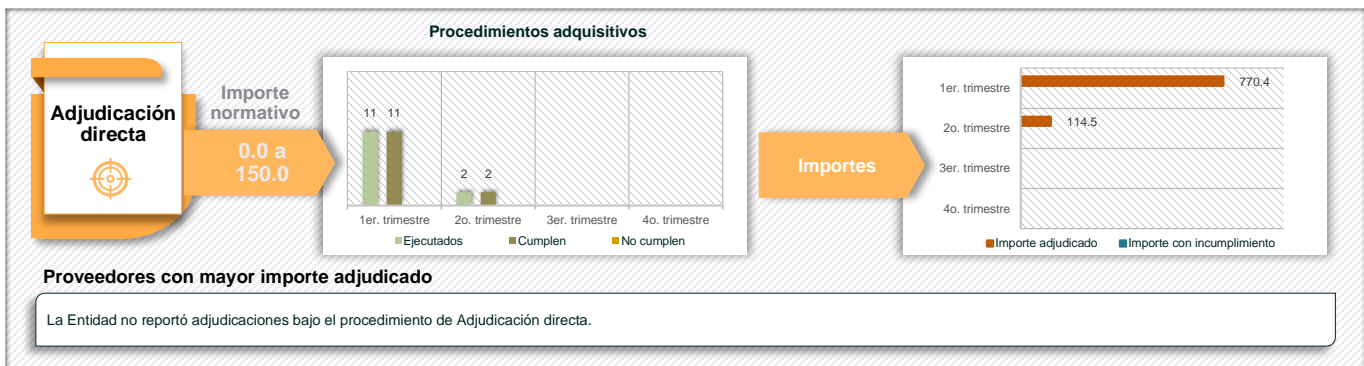 Procedimientos adquisitivos
Adjudicación
directa
Importe
normativo
0.0 a
150.0
11 11
2 2
1er. trimestre 2o. trimestre 3er. trimestre 4o. trimestre
Ejecutados Cumplen No cumplen
Importes
1er. trimestre 770.4
2o. trimestre 114.5
3er. trimestre
4o. trimestre
Importe adjudicado Importe con incumplimiento
Proveedores con mayor importe adjudicado
La Entidad no reportó adjudicaciones bajo el procedimiento de Adjudicación directa.